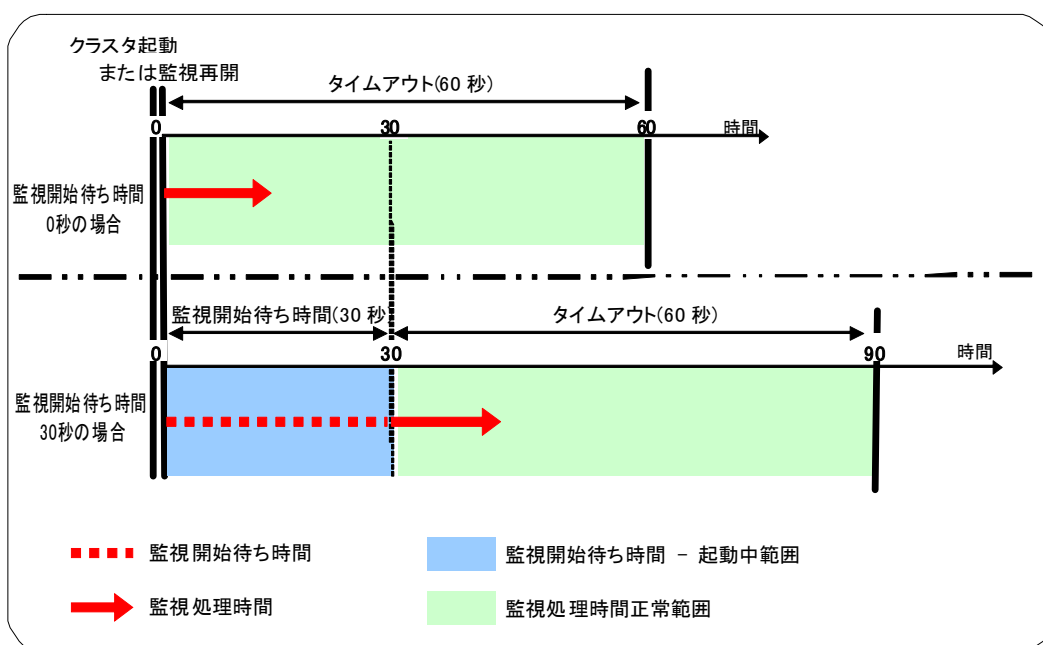 クラスタ起動
または監視再開
タイムアウト(60 秒)
0
30
60
時間
監視開始待ち時間
0秒の場合
監視開始待ち時間(30 秒)
タイムアウト(60 秒)
0
30
90
時間
監視開始待ち時間
30秒の場合
監視開始待ち時間
監視開始待ち時間 － 起動中範囲
監視処理時間
監視処理時間正常範囲